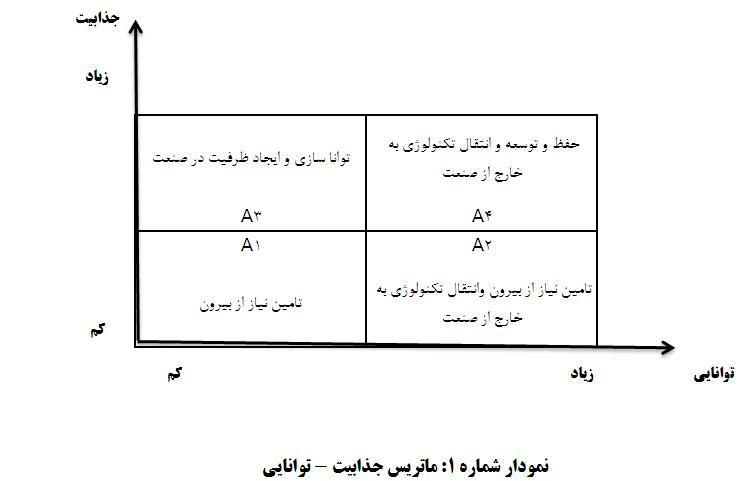 جذابیت
زیاد
حفظ و توسعه و انتقال تکنولوژی به
خارج از صنعت
A۴
توانا سازی و ایجاد ظرفیت در صنعت
A۳
A۲
تامین نیاز از بیرون وانتقال تکنولوژی به
خارج از صنعت
A۱
تامین نیاز از بیرون
کم
کم
زیاد
توانایی
نمودار شماره ۱: ماتریس جذابیت – توانایی